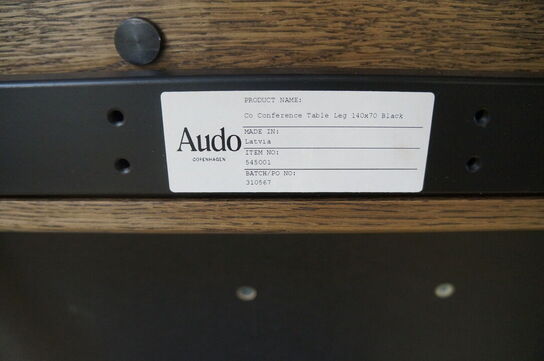 PRODUCT NAME:
Co Conference Table Leg 140x70 Black
Audo
COPENHAGEN
MADE IN:
Latvia
ITEM NO:
545001
BATCH/PO NO:
310567